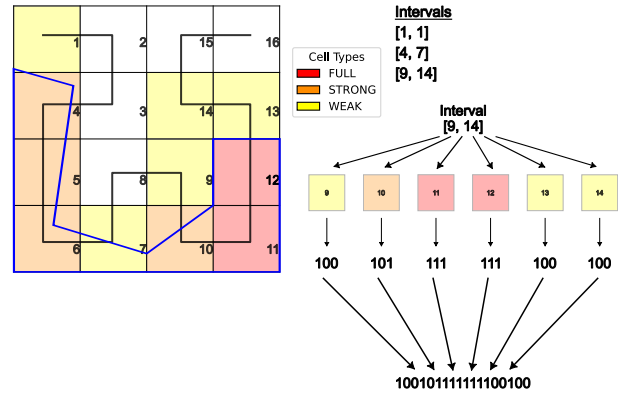 1 2 15 16
4 3 14 13
5 8 9 12
6 7 10 11
Cell Types
FULL
STRONG
WEAK
Intervals
[1, 1]
[4, 7]
[9, 14]
Interval
[9, 14]
9 10 11 12 13 14
100 101 111 111 100 100
100101111111100100